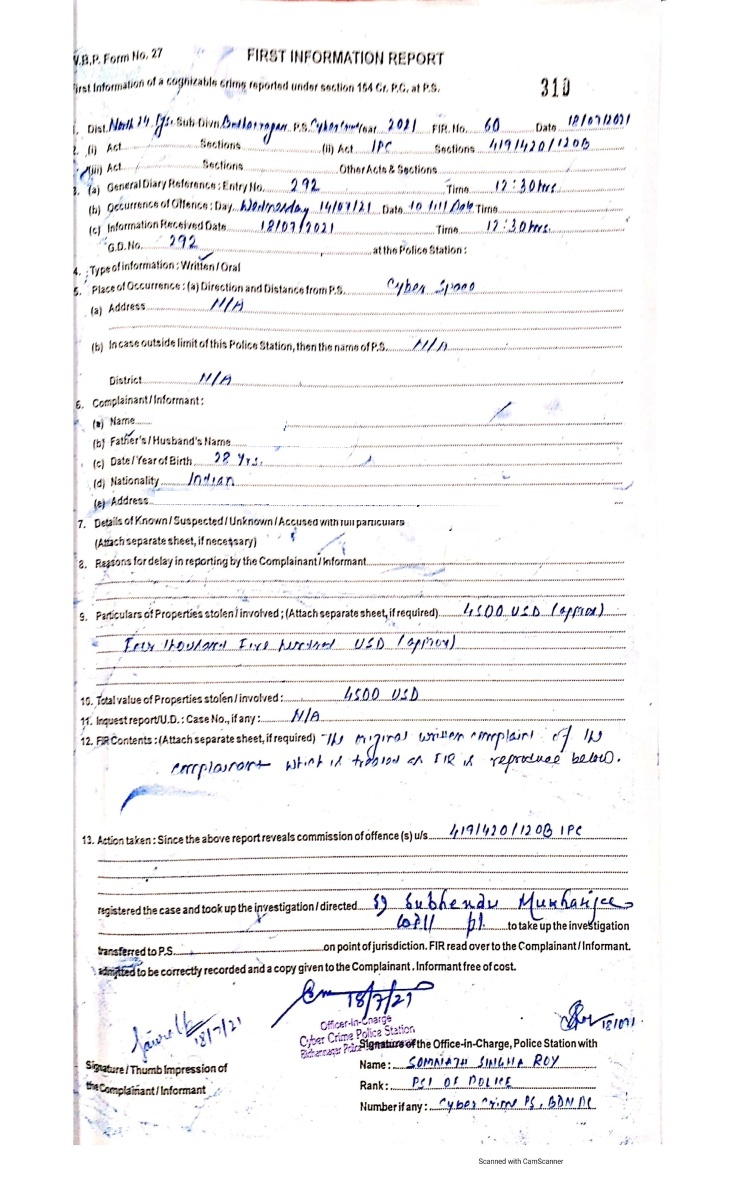 W.B.P. Form No. 27
FIRST INFORMATION REPORT
First Information of a cognizable crime reported under section 154 Cr. P.C. at P.S.
310
1. Dist. North 24 Pgs. Sub-Divn. P.S. Cyber Crime Year 2021 FIR. No. 60 Date 18/07/2021
2. (i) Act Sections (ii) Act IPC Sections 419/420/120B
(iii) Act Sections Other Acts & Sections
3. (a) General Diary Reference : Entry No. 292 Time 12:30 hrs
(b) Occurrence of Offence : Day. Wednesday 14/07/21 Date to till Date Time
(c) Information Received Date 18/07/2021 Time 12:30 hrs.
G.D. No. 292 at the Police Station :
4. Type of information : Written / Oral
5. Place of Occurrence : (a) Direction and Distance from P.S. Cyber Space
(a) Address N/A
(b) In case outside limit of this Police Station, then the name of P.S. N/A
District N/A
6. Complainant / Informant :
(a) Name
(b) Father's / Husband's Name
(c) Date / Year of Birth 28 Yrs.
(d) Nationality Indian
(e) Address
7. Details of Known / Suspected / Unknown / Accused with full particulars
(Attach separate sheet, if necessary)
8. Reasons for delay in reporting by the Complainant / Informant
9. Particulars of Properties stolen / involved ; (Attach separate sheet, if required) 4500 USD (approx)
Four thousand Five hundred USD (approx)
10. Total value of Properties stolen / involved : 4500 USD
11. Inquest report/U.D. : Case No., if any : N/A
12. FIR Contents : (Attach separate sheet, if required) The original written complaint of the
complainant which is treated as FIR is reproduce below.
13. Action taken : Since the above report reveals commission of offence (s) u/s 419/420/120B IPC
registered the case and took up the investigation / directed SI Subhendu Mukharjee
to take up the investigation
transferred to P.S. on point of jurisdiction. FIR read over to the Complainant / Informant.
admitted to be correctly recorded and a copy given to the Complainant. Informant free of cost.
18/7/21
18/7/21
Officer-in-Charge
Cyber Crime Police Station
Signature of the Office-in-Charge, Police Station with
Signature / Thumb Impression of
the Complainant / Informant
Name : SOMNATH SINGHA ROY
Rank : PSI OF POLICE
Number if any : Cyber Crime PS, BDNPC
Scanned with CamScanner